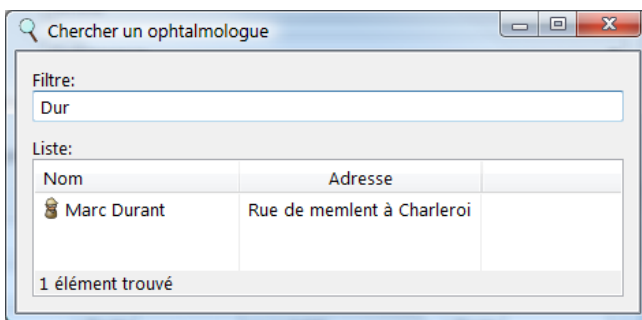 Chercher un ophtalmologue
Filtre:
Dur
Liste:
Nom Adresse
Marc Durant Rue de memlent à Charleroi
1 élément trouvé